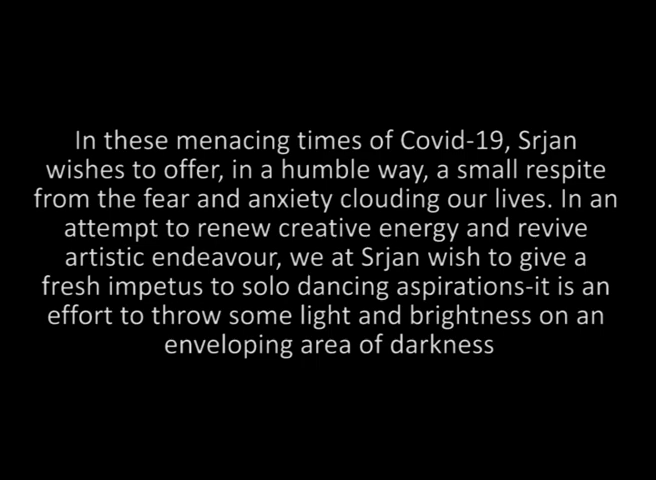 In these menacing times of Covid-19, Srjan
wishes to offer, in a humble way, a small respite
from the fear and anxiety clouding our lives. In an
attempt to renew creative energy and revive
artistic endeavour, we at Srjan wish to give a
fresh impetus to solo dancing aspirations-it is an
effort to throw some light and brightness on an
enveloping area of darkness